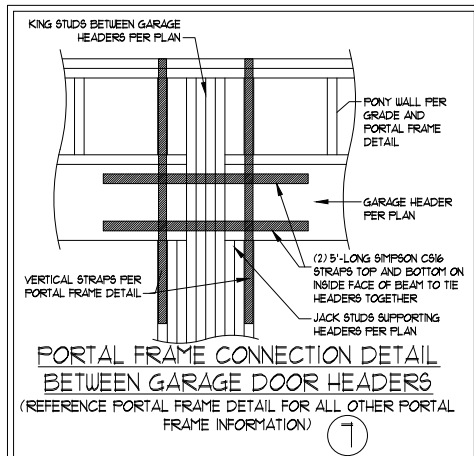 KING STUDS BETWEEN GARAGE
HEADERS PER PLAN
PONY WALL PER
GRADE AND
PORTAL FRAME
DETAIL
GARAGE HEADER
PER PLAN
(2) 5'-LONG SIMPSON CS16
STRAPS TOP AND BOTTOM ON
INSIDE FACE OF BEAM TO TIE
HEADERS TOGETHER
VERTICAL STRAPS PER
PORTAL FRAME DETAIL
JACK STUDS SUPPORTING
HEADERS PER PLAN
PORTAL FRAME CONNECTION DETAIL
BETWEEN GARAGE DOOR HEADERS
(REFERENCE PORTAL FRAME DETAIL FOR ALL OTHER PORTAL
FRAME INFORMATION)
7